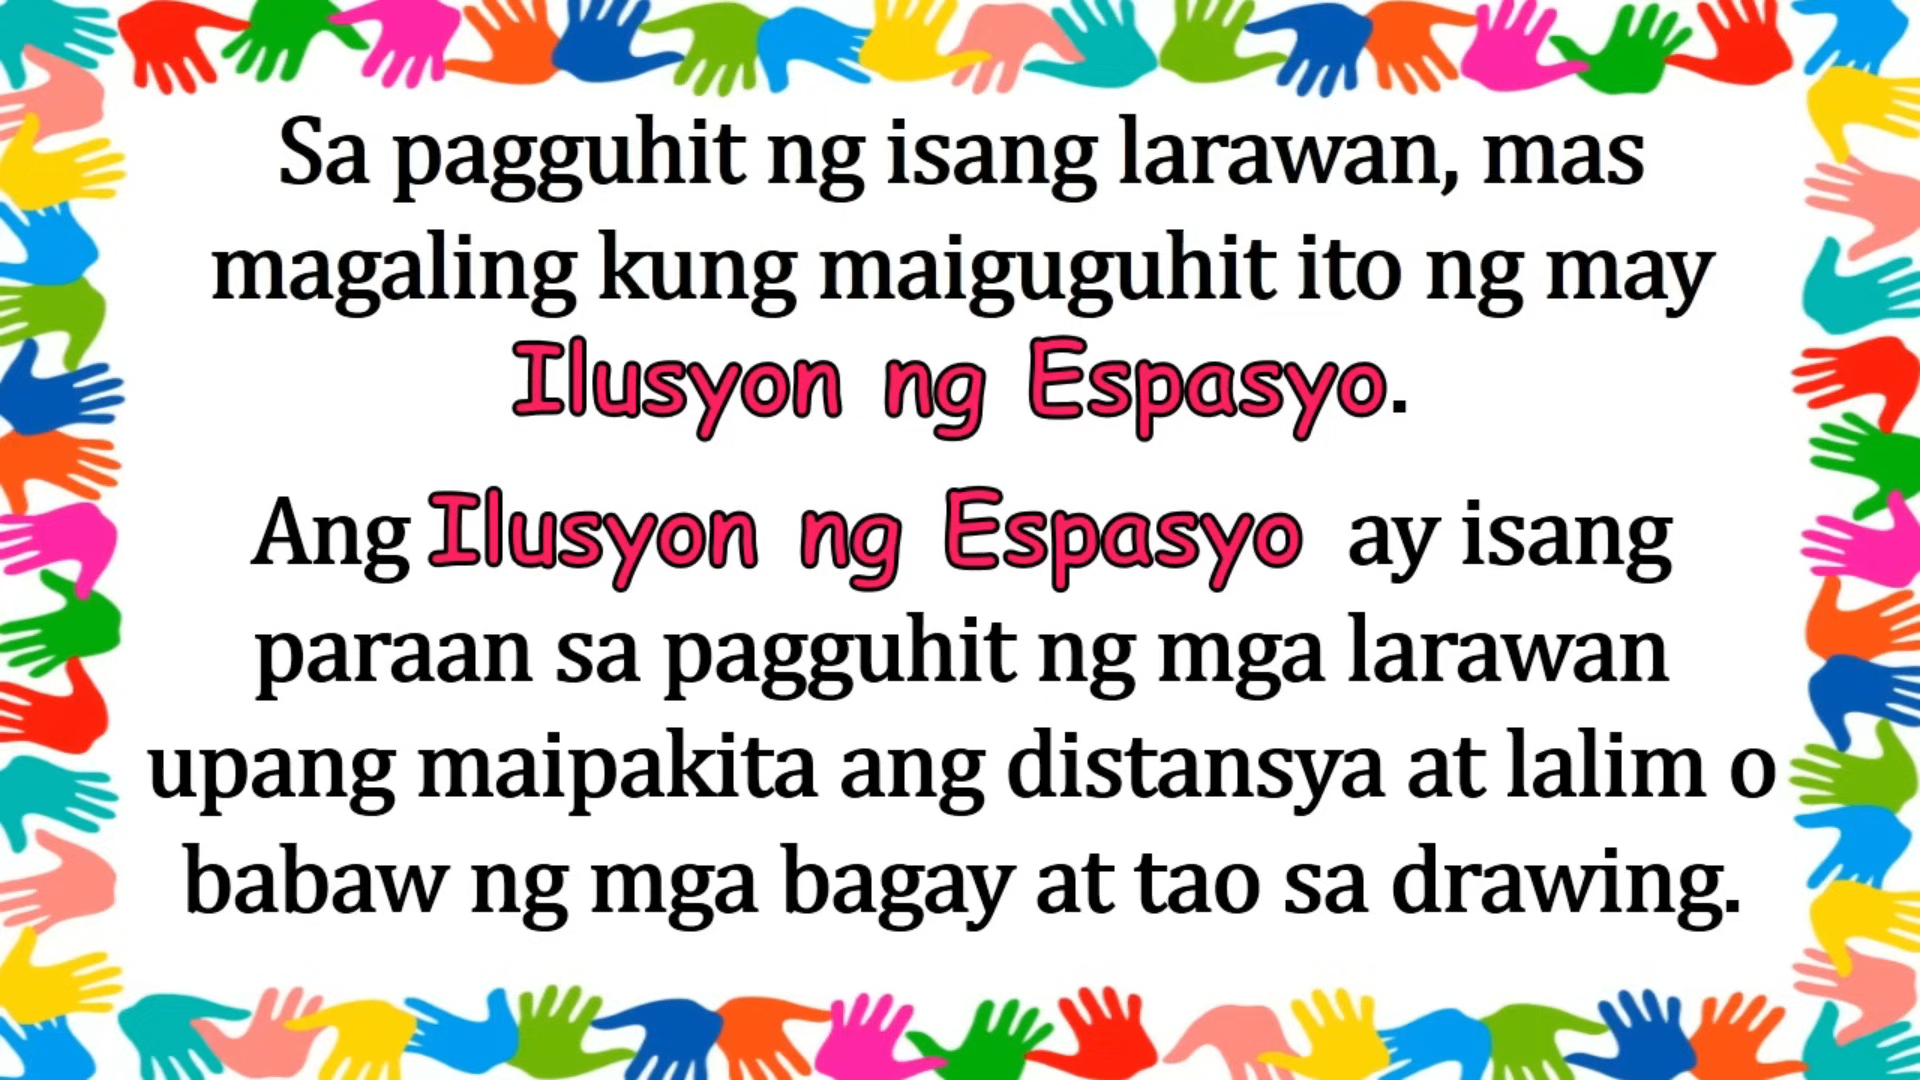 Sa pagguhit ng isang larawan, mas
magaling kung maiguguhit ito ng may
Ilusyon ng Espasyo.
Ang Ilusyon ng Espasyo ay isang
paraan sa pagguhit ng mga larawan
upang maipakita ang distansya at lalim o
babaw ng mga bagay at tao sa drawing.